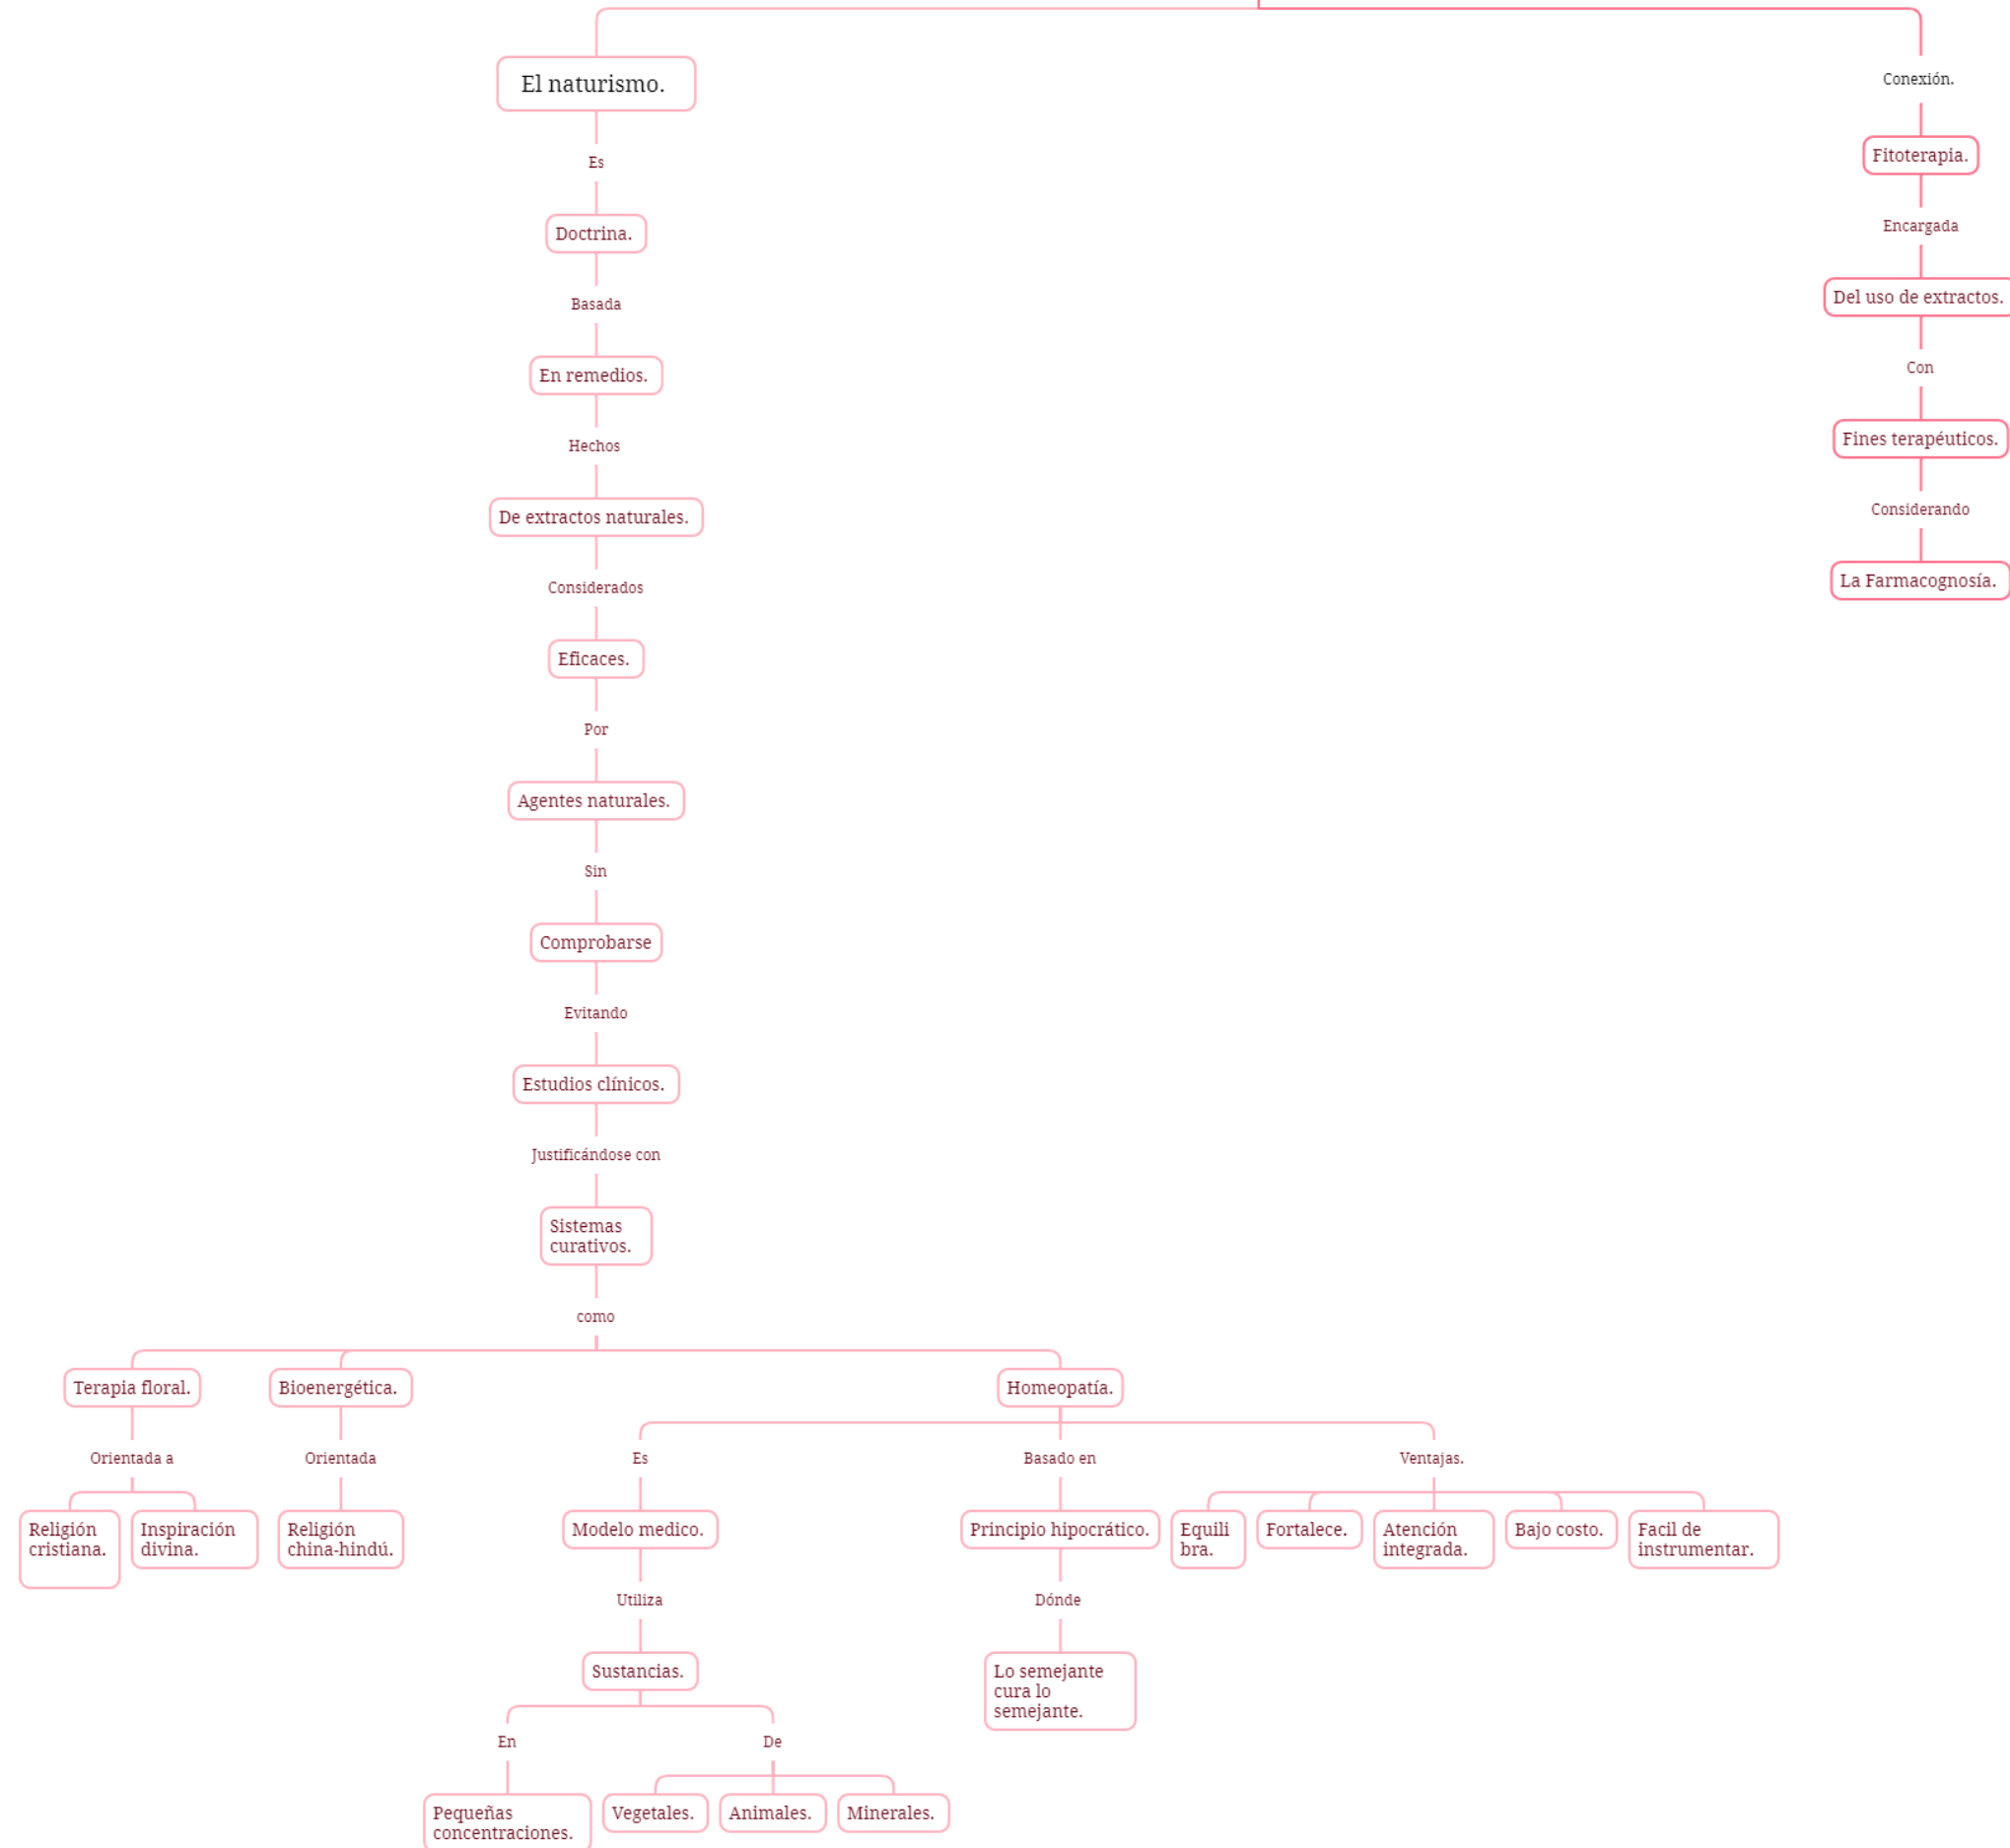 El naturismo.
Es
Doctrina.
Basada
En remedios.
Hechos
De extractos naturales.
Considerados
Eficaces.
Por
Agentes naturales.
Sin
Comprobarse
Evitando
Estudios clínicos.
Justificándose con
Sistemas
curativos.
como
Terapia floral.
Orientada a
Religión
cristiana.
Inspiración
divina.
Bioenergética.
Orientada
Religión
china-hindú.
Homeopatía.
Es
Modelo medico.
Utiliza
Sustancias.
En
Pequeñas
concentraciones.
De
Vegetales.
Animales.
Minerales.
Basado en
Principio hipocrático.
Dónde
Lo semejante
cura lo
semejante.
Ventajas.
Equili
bra.
Fortalece.
Atención
integrada.
Bajo costo.
Facil de
instrumentar.
Conexión.
Fitoterapia.
Encargada
Del uso de extractos.
Con
Fines terapéuticos.
Considerando
La Farmacognosía.